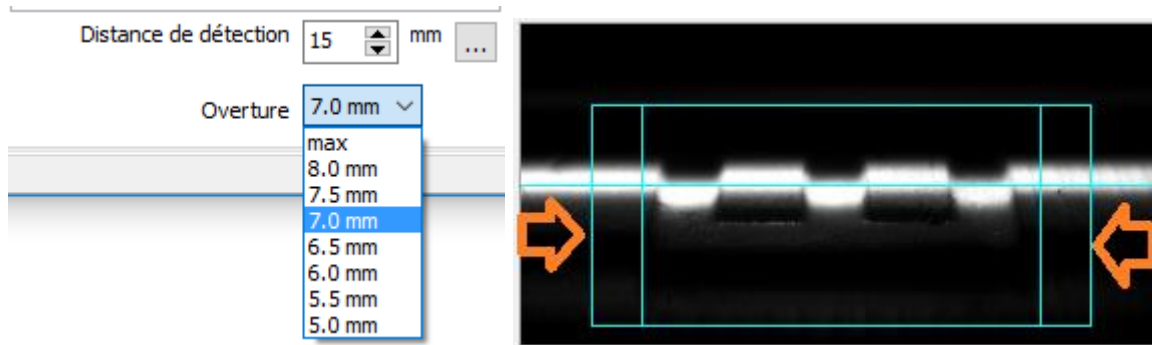 Distance de détection 15 mm ...
Overture 7.0 mm
max
8.0 mm
7.5 mm
7.0 mm
6.5 mm
6.0 mm
5.5 mm
5.0 mm